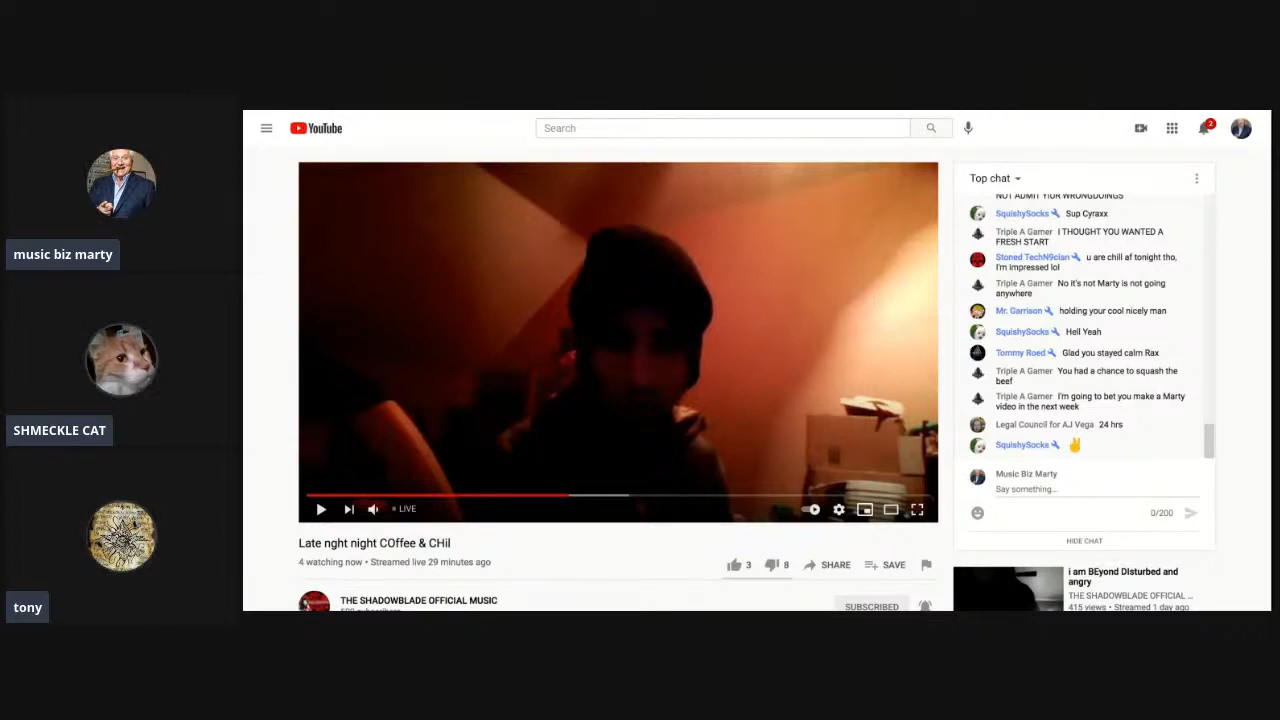 music biz marty
SHMECKLE CAT
tony
YouTube
Search
2
LIVE
Late nght night COffee & CHil
4 watching now • Streamed live 29 minutes ago
3
8
SHARE
SAVE
THE SHADOWBLADE OFFICIAL MUSIC
SUBSCRIBED
Top chat
NOT ADMIT YIUR WRONGDOINGS
SquishySocks Sup Cyraxx
Triple A Gamer I THOUGHT YOU WANTED A
FRESH START
Stoned TechN9cian u are chill af tonight tho,
I'm impressed lol
Triple A Gamer No it's not Marty is not going
anywhere
Mr. Garrison holding your cool nicely man
SquishySocks Hell Yeah
Tommy Roed Glad you stayed calm Rax
Triple A Gamer You had a chance to squash the
beef
Triple A Gamer I'm going to bet you make a Marty
video in the next week
Legal Council for AJ Vega 24 hrs
SquishySocks ✌
Music Biz Marty
Say something...
0/200
HIDE CHAT
i am BEyond DIsturbed and
angry
THE SHADOWBLADE OFFICIAL ...
415 views • Streamed 1 day ago